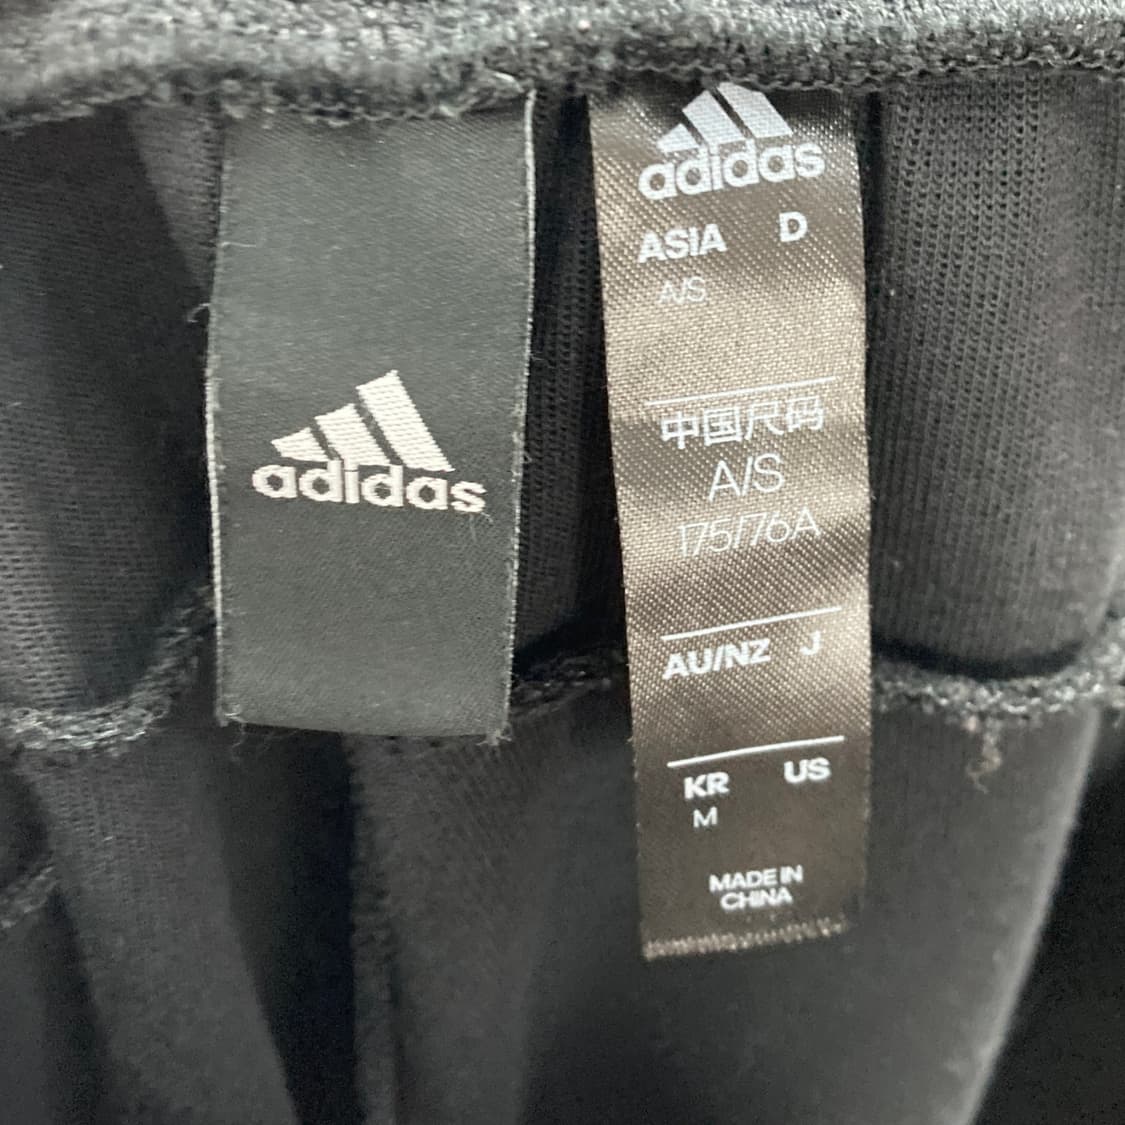 adidas
adidas
ASIA D
A/S
中国尺码
A/S
175/76A
AU/NZ J
KR US
M
MADE IN
CHINA